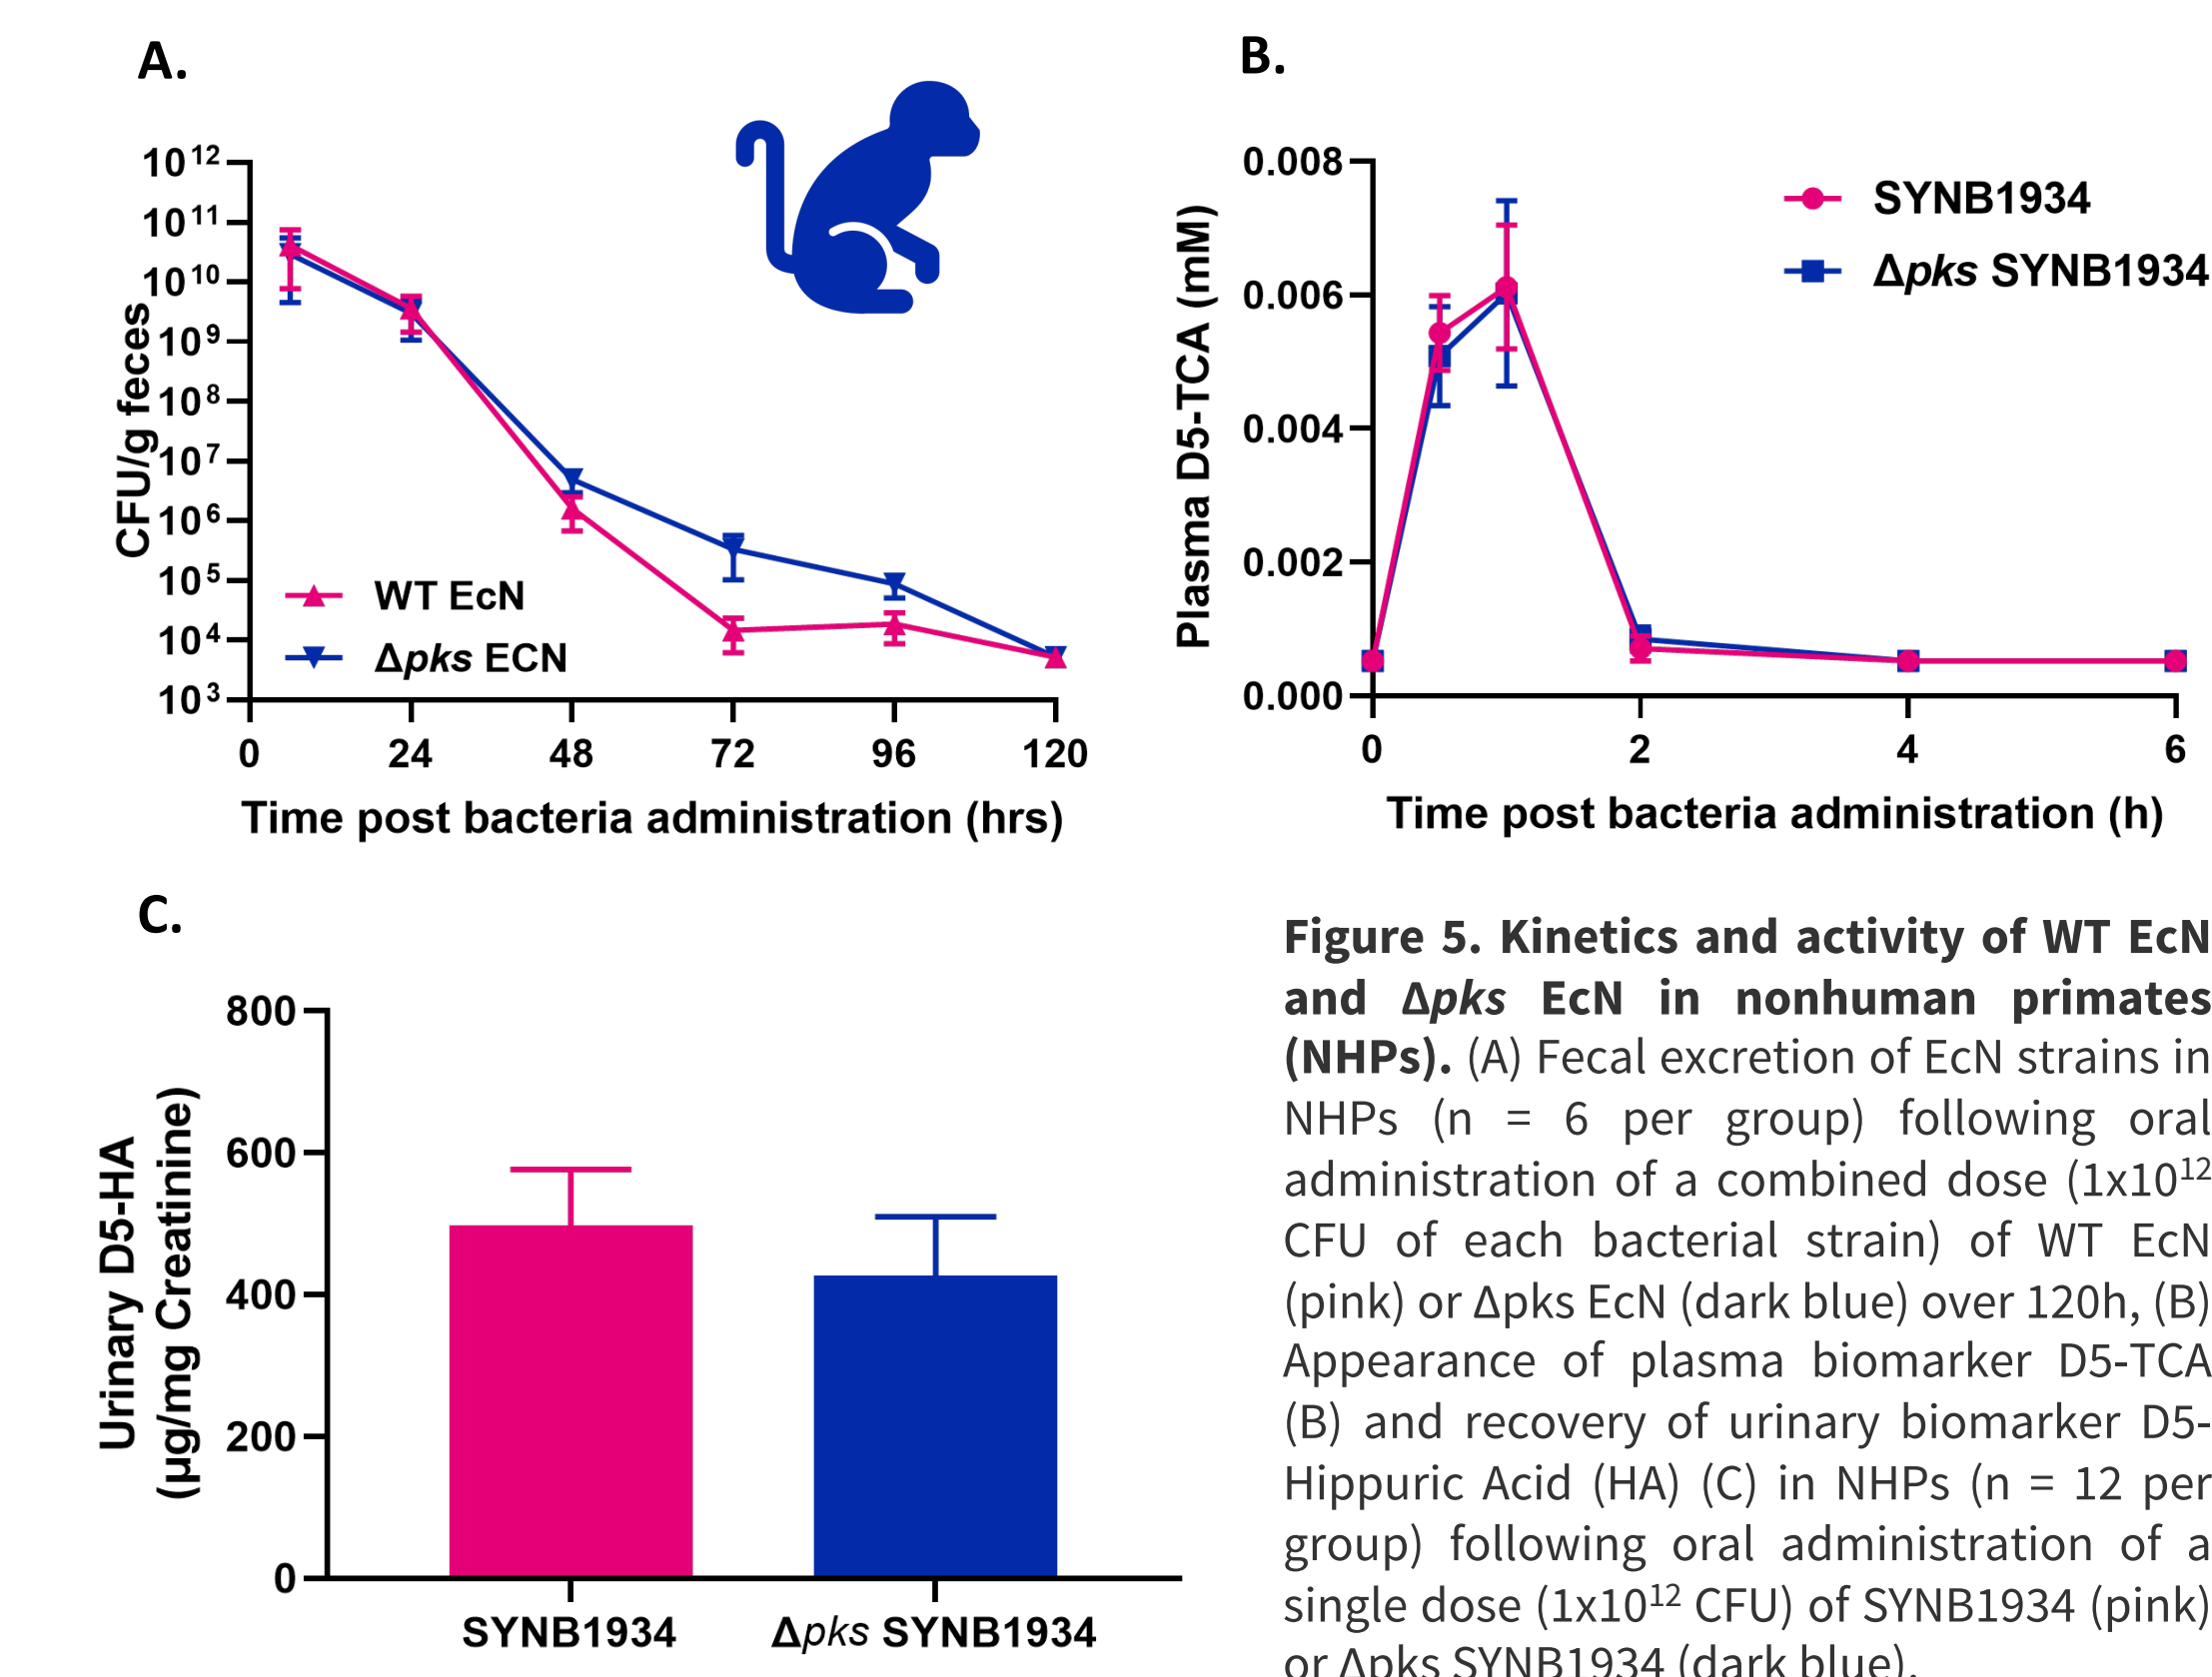 A.
10¹²
10¹¹
10¹⁰
10⁹
10⁸
10⁷
10⁶
10⁵
10⁴
10³
CFU/g feces
WT EcN
Δpks ECN
0 24 48 72 96 120
Time post bacteria administration (hrs)
B.
0.008
0.006
0.004
0.002
0.000
Plasma D5-TCA (mM)
SYNB1934
Δpks SYNB1934
0 2 4 6
Time post bacteria administration (h)
C.
800
600
400
200
0
Urinary D5-HA
(µg/mg Creatinine)
SYNB1934 Δpks SYNB1934
Figure 5. Kinetics and activity of WT EcN
and Δpks EcN in nonhuman primates
(NHPs). (A) Fecal excretion of EcN strains in
NHPs (n = 6 per group) following oral
administration of a combined dose (1x10¹²
CFU of each bacterial strain) of WT EcN
(pink) or Δpks EcN (dark blue) over 120h, (B)
Appearance of plasma biomarker D5-TCA
(B) and recovery of urinary biomarker D5-
Hippuric Acid (HA) (C) in NHPs (n = 12 per
group) following oral administration of a
single dose (1x10¹² CFU) of SYNB1934 (pink)
or Δpks SYNB1934 (dark blue).